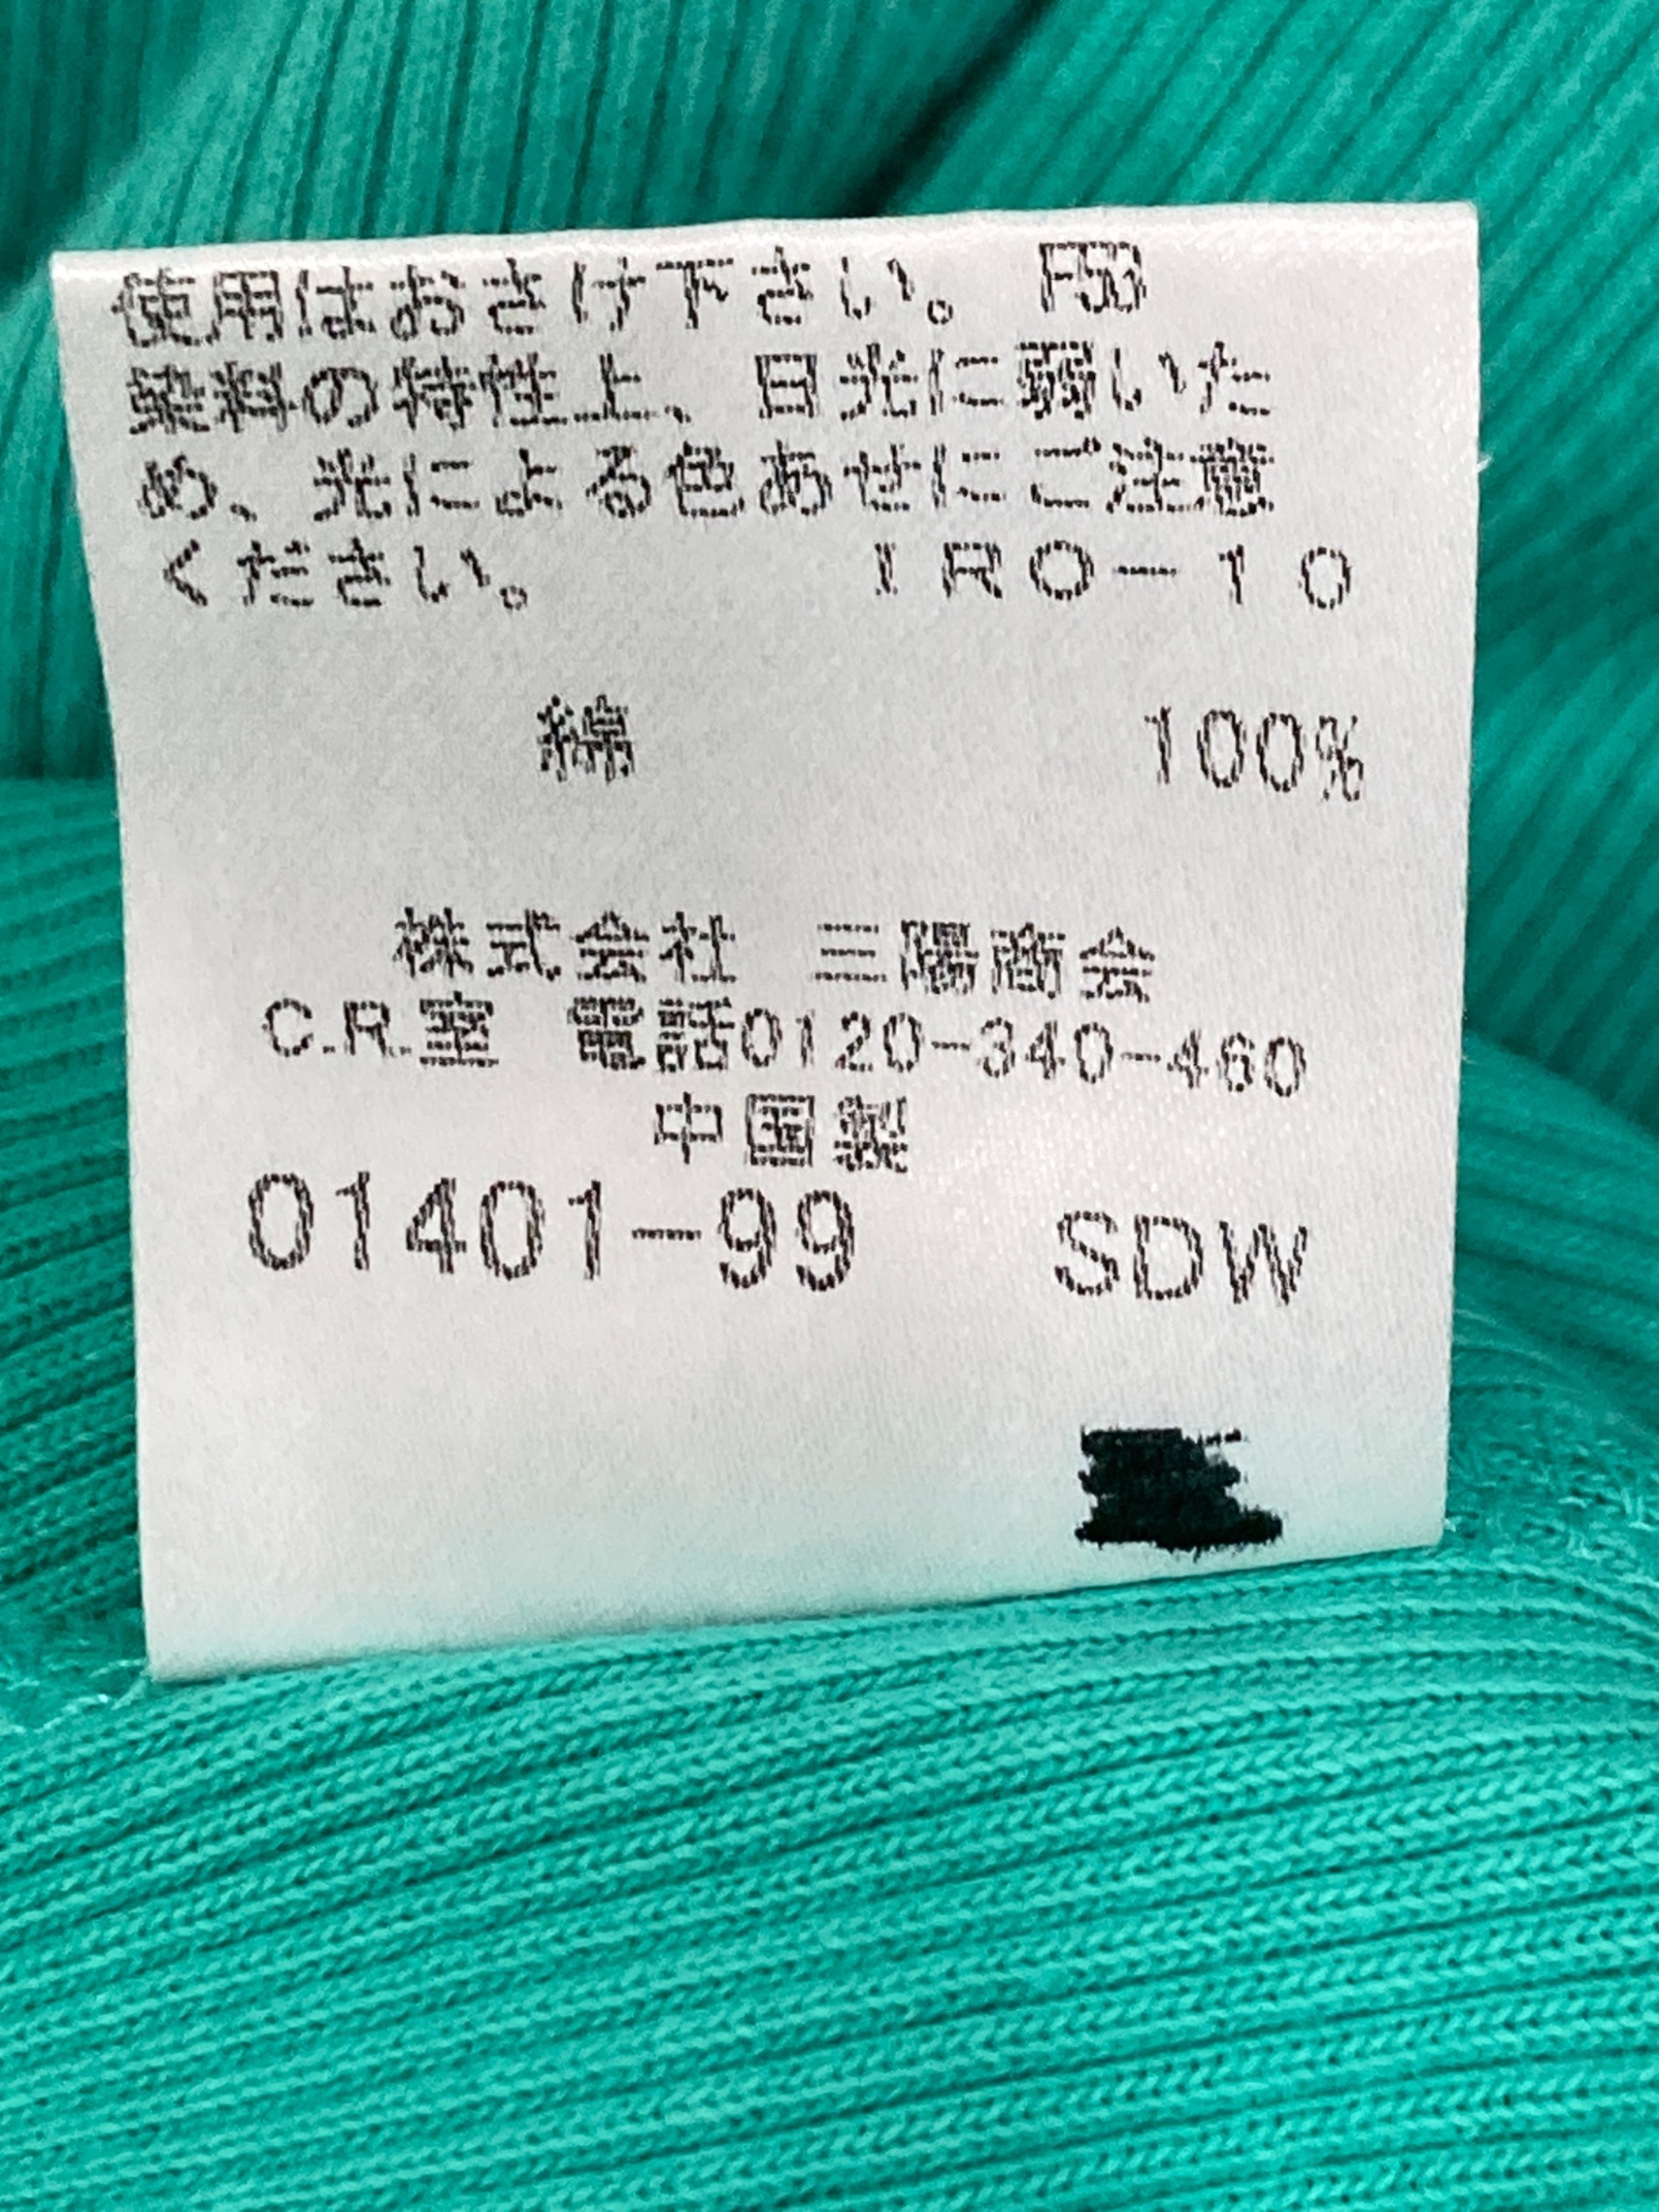 使用はおさけ下さい。 F5B
染料の特性上、日光に弱いた
め、光による色あせにご注意
ください。 IRO-10
綿 100%
株式会社 三陽商会
C.R.室 電話0120-340-460
中国製
01401-99 SDW